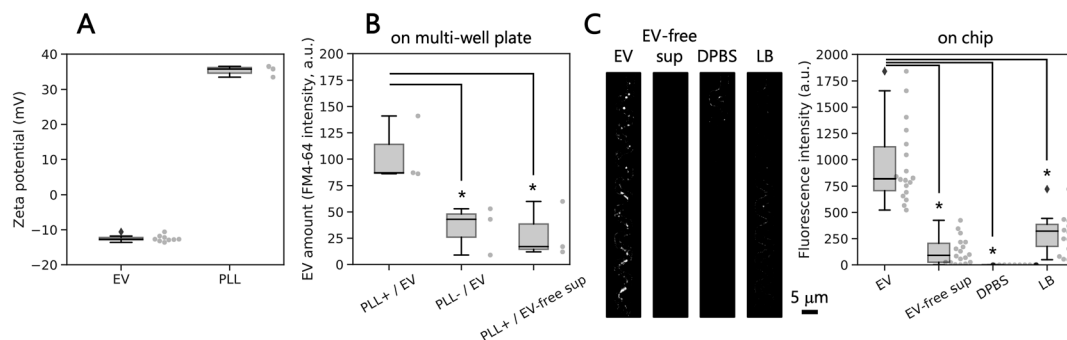 A
Zeta potential (mV)
40
30
20
10
0
−10
−20
EV
PLL
B
on multi-well plate
EV amount (FM4-64 intensity, a.u.)
200
175
150
125
100
75
50
25
0
*
*
PLL+ / EV
PLL- / EV
PLL+ / EV-free sup
C
EV-free
EV sup DPBS LB
5 μm
on chip
Fluorescence intensity (a.u.)
2000
1750
1500
1250
1000
750
500
250
0
*
*
*
EV
EV-free sup
DPBS
LB